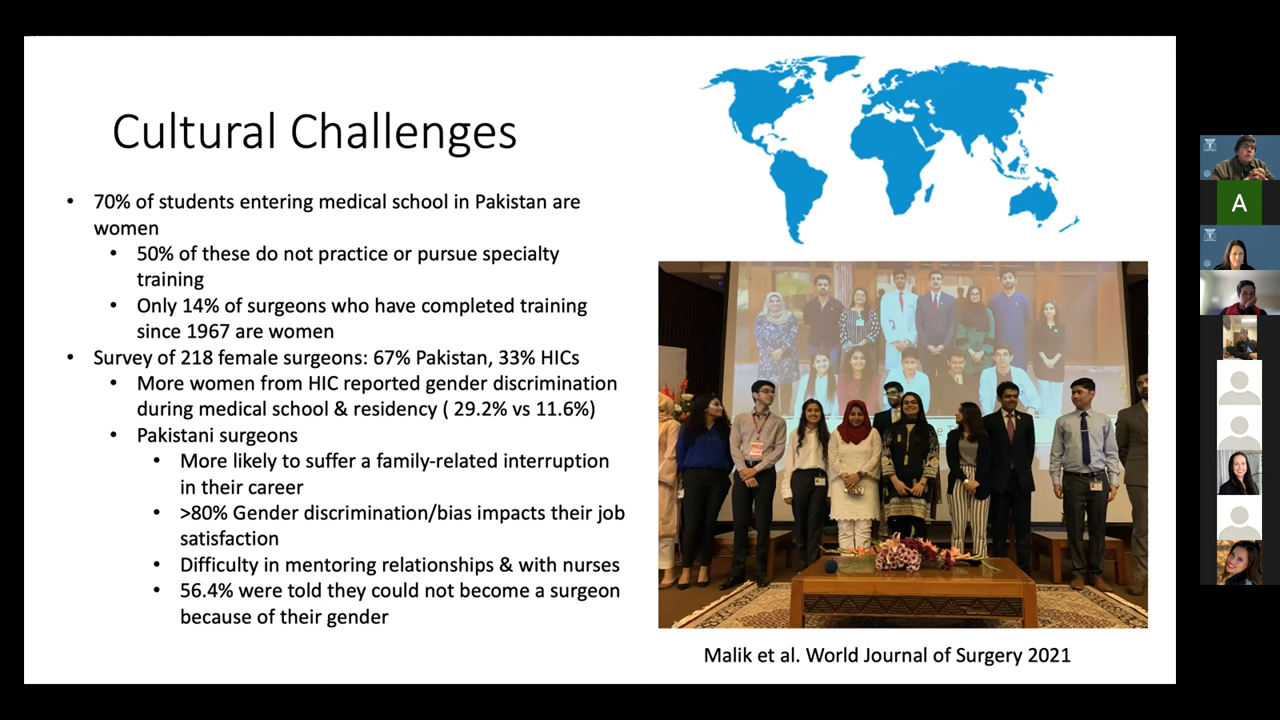 Cultural Challenges
• 70% of students entering medical school in Pakistan are
women
• 50% of these do not practice or pursue specialty
training
• Only 14% of surgeons who have completed training
since 1967 are women
• Survey of 218 female surgeons: 67% Pakistan, 33% HICs
• More women from HIC reported gender discrimination
during medical school & residency ( 29.2% vs 11.6%)
• Pakistani surgeons
• More likely to suffer a family-related interruption
in their career
• >80% Gender discrimination/bias impacts their job
satisfaction
• Difficulty in mentoring relationships & with nurses
• 56.4% were told they could not become a surgeon
because of their gender
Malik et al. World Journal of Surgery 2021
A